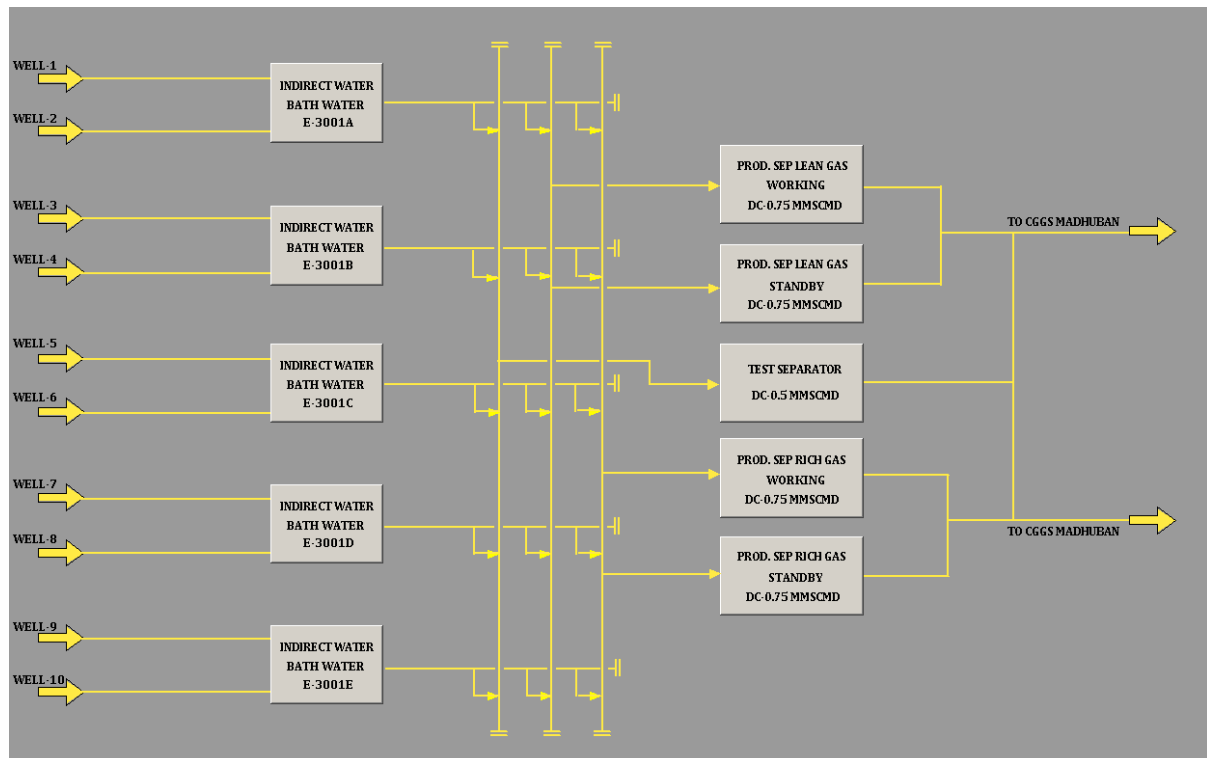 WELL-1
WELL-2
INDIRECT WATER
BATH WATER
E-3001A
WELL-3
WELL-4
INDIRECT WATER
BATH WATER
E-3001B
WELL-5
WELL-6
INDIRECT WATER
BATH WATER
E-3001C
WELL-7
WELL-8
INDIRECT WATER
BATH WATER
E-3001D
WELL-9
WELL-10
INDIRECT WATER
BATH WATER
E-3001E
PROD. SEP LEAN GAS
WORKING
DC-0.75 MMSCMD
PROD. SEP LEAN GAS
STANDBY
DC-0.75 MMSCMD
TEST SEPARATOR
DC-0.5 MMSCMD
PROD. SEP RICH GAS
WORKING
DC-0.75 MMSCMD
PROD. SEP RICH GAS
STANDBY
DC-0.75 MMSCMD
TO CGGS MADHUBAN
TO CGGS MADHUBAN